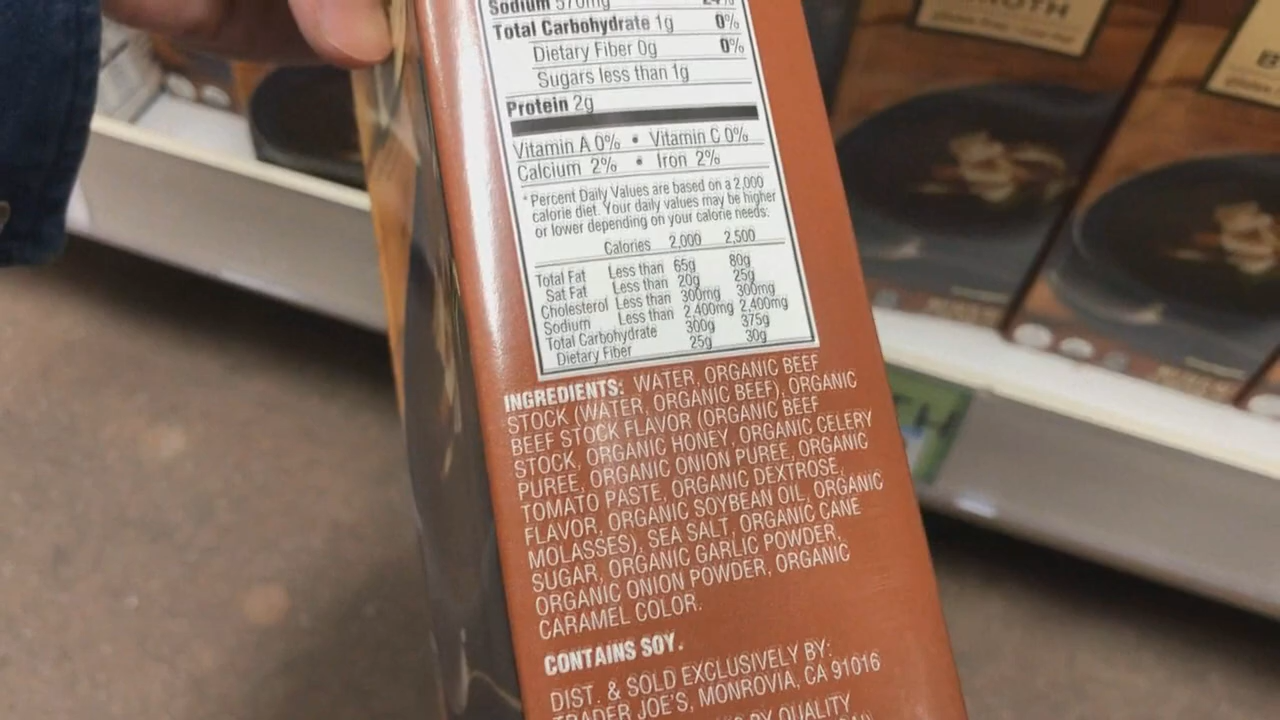 Sodium 570mg 24%
Total Carbohydrate 1g 0%
Dietary Fiber 0g 0%
Sugars less than 1g
Protein 2g
Vitamin A 0% • Vitamin C 0%
Calcium 2% • Iron 2%
*Percent Daily Values are based on a 2,000
calorie diet. Your daily values may be higher
or lower depending on your calorie needs:
Calories 2,000 2,500
Total Fat Less than 65g 80g
Sat Fat Less than 20g 25g
Cholesterol Less than 300mg 300mg
Sodium Less than 2,400mg 2,400mg
Total Carbohydrate 300g 375g
Dietary Fiber 25g 30g
INGREDIENTS: WATER, ORGANIC BEEF
STOCK (WATER, ORGANIC BEEF), ORGANIC
BEEF STOCK FLAVOR (ORGANIC BEEF
STOCK, ORGANIC HONEY, ORGANIC CELERY
PUREE, ORGANIC ONION PUREE, ORGANIC
TOMATO PASTE, ORGANIC DEXTROSE,
FLAVOR, ORGANIC SOYBEAN OIL, ORGANIC
MOLASSES), SEA SALT, ORGANIC CANE
SUGAR, ORGANIC GARLIC POWDER,
ORGANIC ONION POWDER, ORGANIC
CARAMEL COLOR.
CONTAINS SOY.
DIST. & SOLD EXCLUSIVELY BY:
TRADER JOE'S, MONROVIA, CA 91016
BY QUALITY